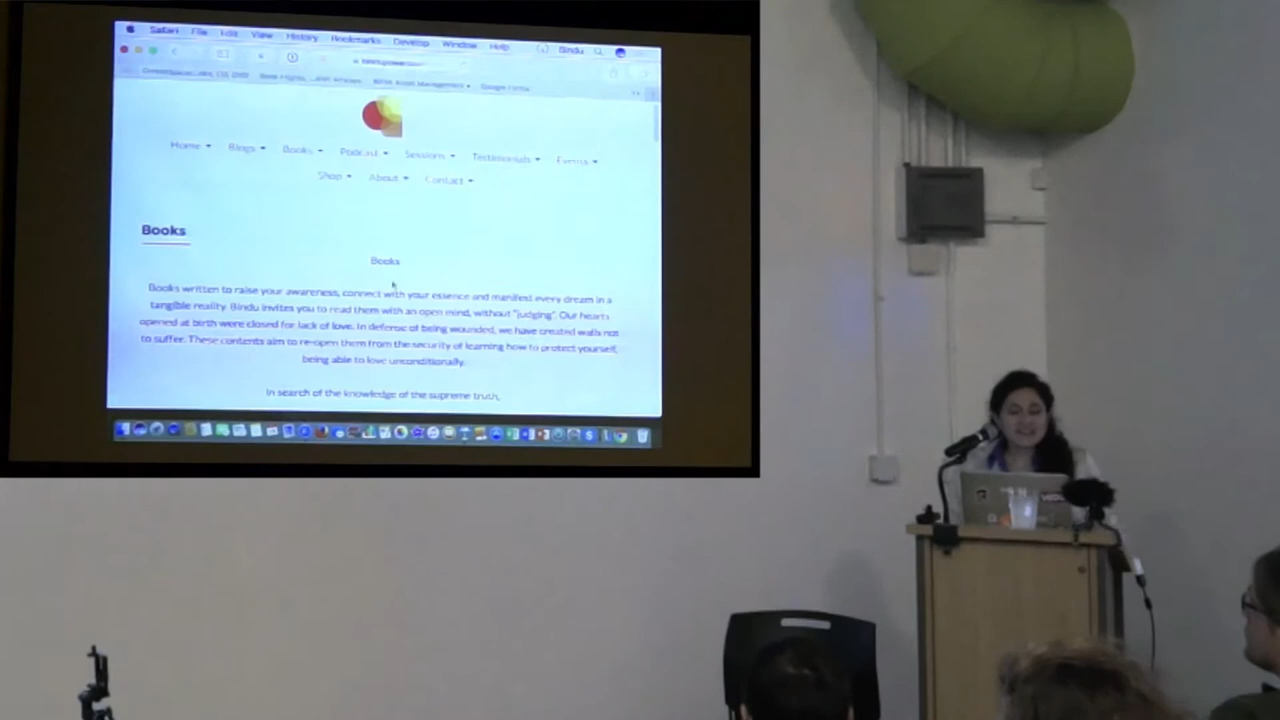 Safari File Edit View History Bookmarks Develop Window Help Bindu
Asset Management
Home Blogs Books Podcast Sessions Testimonials Events
Shop About Contact
Books
Books
Books written to raise your awareness, connect with your essence and manifest every dream in a
tangible reality. Bindu invites you to read them with an open mind, without "judging". Our hearts
opened at birth were closed for lack of love. In defense of being wounded, we have created walls not
to suffer. These contents aim to re-open them from the security of learning how to protect yourself,
being able to love unconditionally.
In search of the knowledge of the supreme truth,